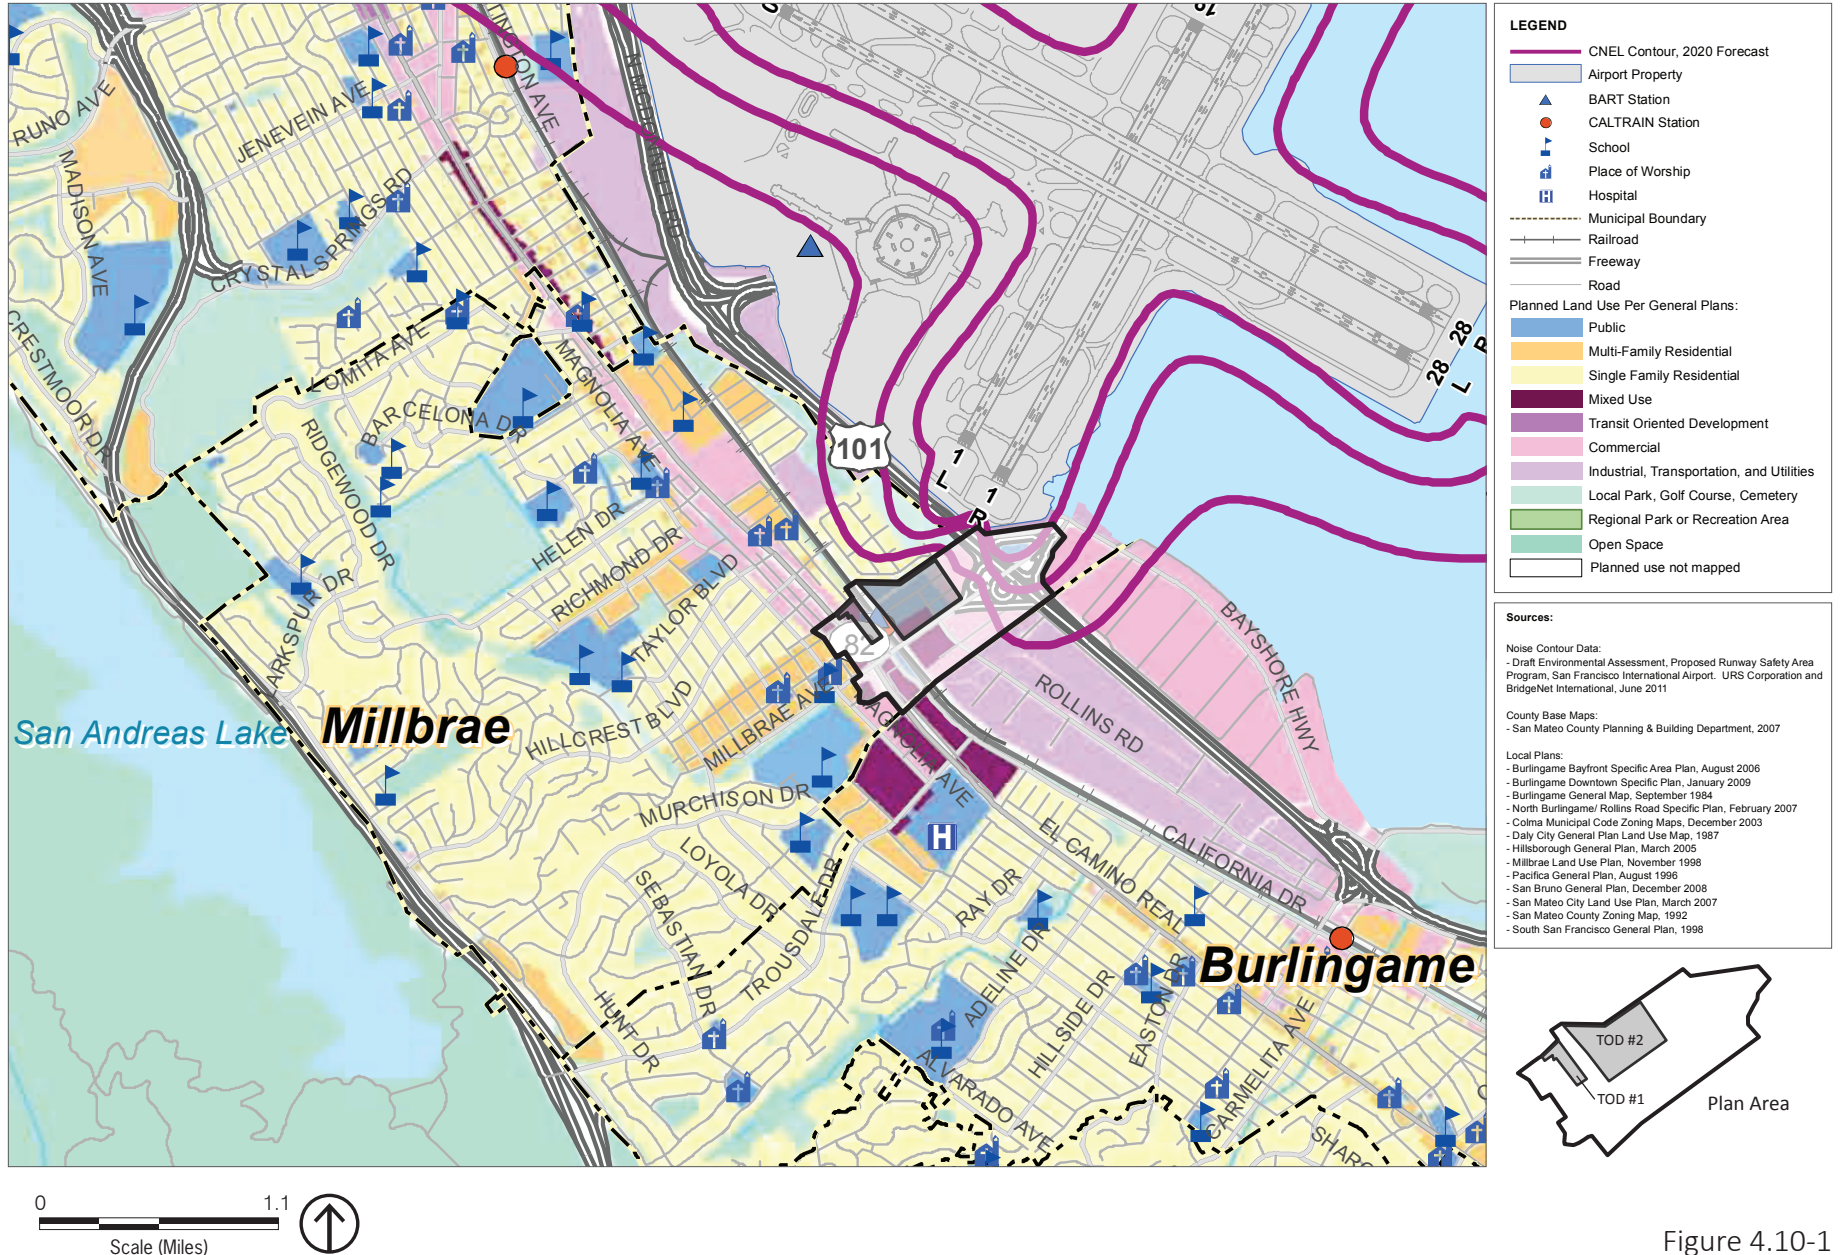 RUNO AVE
MADISON AVE
CRESTMOOR DR
JENEVEIN AVE
CRYSTAL SPRINGS RD
TINGTON AVE
N MCDONNELL RD
LOMITA AVE
BARCELONA DR
MAGNOLIA AVE
RIDGEWOOD DR
HELEN DR
RICHMOND DR
TAYLOR BLVD
LARKSPUR DR
HILLCREST BLVD
MILLBRAE AVE
MAGNOLIA AVE
MURCHISON DR
LOYOLA DR
SEBASTIAN DR
TROUSDALE DR
HUNT DR
RAY DR
ADELINE DR
ALVARADO AVE
HILLSIDE DR
EASTON DR
CARMELITA AVE
SHARO
EL CAMINO REAL
CALIFORNIA DR
ROLLINS RD
BAYSHORE HWY
101
82
1
L
1
R
28
R
28
L
19
San Andreas Lake
Millbrae
Burlingame
H
LEGEND
CNEL Contour, 2020 Forecast
Airport Property
BART Station
CALTRAIN Station
School
Place of Worship
H
Hospital
Municipal Boundary
Railroad
Freeway
Road
Planned Land Use Per General Plans:
Public
Multi-Family Residential
Single Family Residential
Mixed Use
Transit Oriented Development
Commercial
Industrial, Transportation, and Utilities
Local Park, Golf Course, Cemetery
Regional Park or Recreation Area
Open Space
Planned use not mapped
Sources:
Noise Contour Data:
- Draft Environmental Assessment, Proposed Runway Safety Area
Program, San Francisco International Airport. URS Corporation and
BridgeNet International, June 2011
County Base Maps:
- San Mateo County Planning & Building Department, 2007
Local Plans:
- Burlingame Bayfront Specific Area Plan, August 2006
- Burlingame Downtown Specific Plan, January 2009
- Burlingame General Map, September 1984
- North Burlingame/ Rollins Road Specific Plan, February 2007
- Colma Municipal Code Zoning Maps, December 2003
- Daly City General Plan Land Use Map, 1987
- Hillsborough General Plan, March 2005
- Millbrae Land Use Plan, November 1998
- Pacifica General Plan, August 1996
- San Bruno General Plan, December 2008
- San Mateo City Land Use Plan, March 2007
- San Mateo County Zoning Map, 1992
- South San Francisco General Plan, 1998
TOD #2
TOD #1
Plan Area
0
1.1
Scale (Miles)
Figure 4.10-1